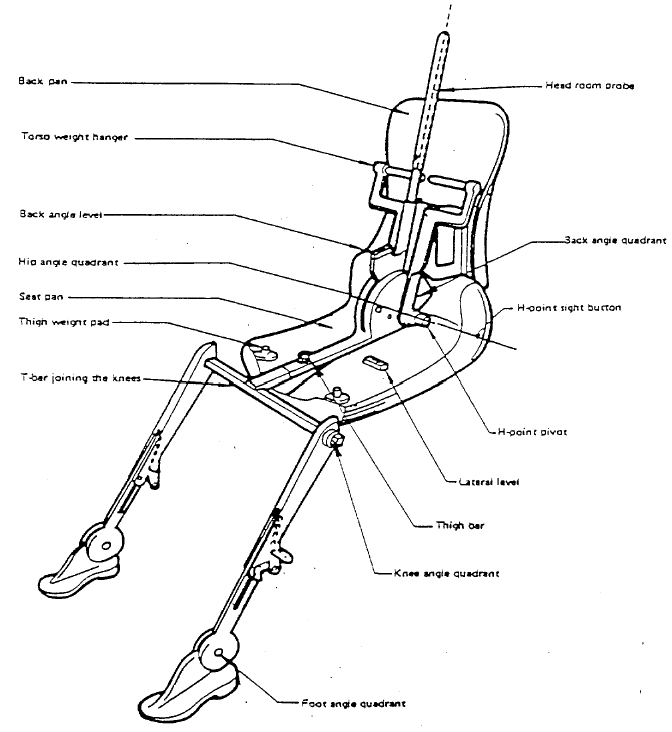 Back pan
Head room probe
Torso weight hanger
Back angle level
Back angle quadrant
Hip angle quadrant
Seat pan
H-point sight button
Thigh weight pad
T-bar joining the knees
H-point pivot
Lateral level
Thigh bar
Knee angle quadrant
Foot angle quadrant